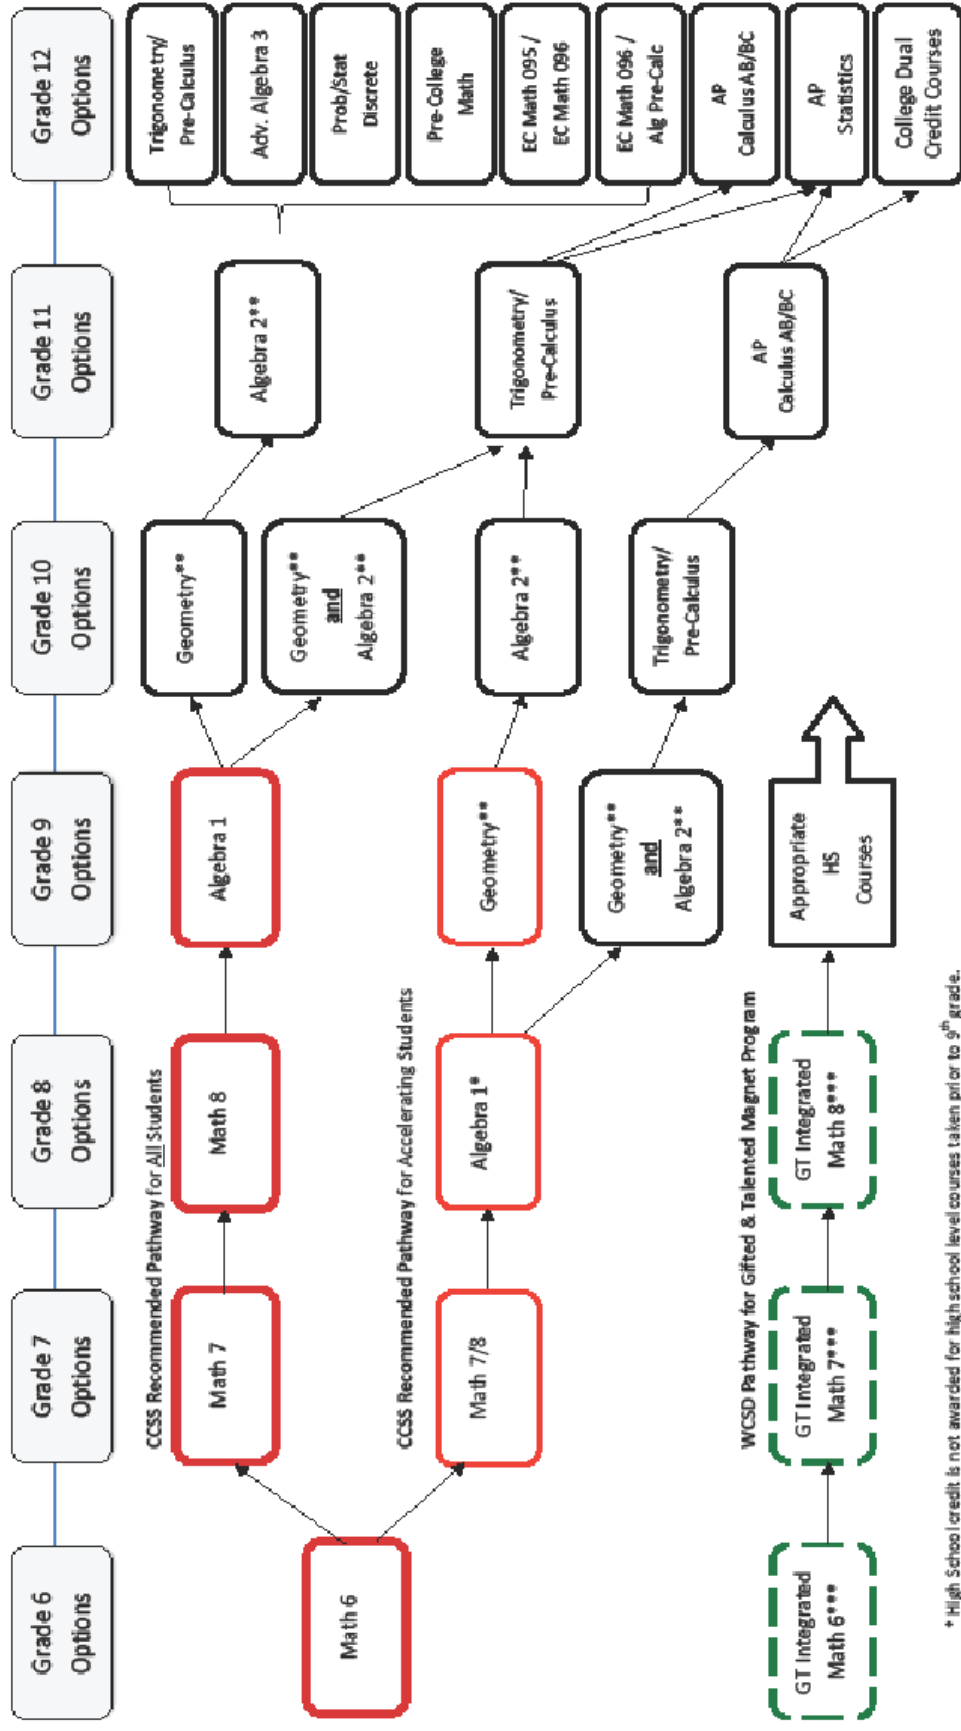 Grade 6
Options
Grade 7
Options
Grade 8
Options
Grade 9
Options
Grade 10
Options
Grade 11
Options
Grade 12
Options
CCSS Recommended Pathway for All Students
Math 6
Math 7
Math 8
Algebra 1
Geometry**
Geometry**
and
Algebra 2**
Algebra 2**
Trigonometry/
Pre-Calculus
Adv. Algebra 3
Prob/Stat
Discrete
Pre-College
Math
EC Math 095 /
EC Math 096
EC Math 096 /
Alg Pre-Calc
AP
Calculus AB/BC
AP
Statistics
College Dual
Credit Courses
CCSS Recommended Pathway for Accelerating Students
Math 7/8
Algebra 1*
Geometry**
Algebra 2**
Trigonometry/
Pre-Calculus
Geometry**
and
Algebra 2**
Trigonometry/
Pre-Calculus
AP
Calculus AB/BC
WCSD Pathway for Gifted & Talented Magnet Program
GT Integrated
Math 6***
GT Integrated
Math 7***
GT Integrated
Math 8***
Appropriate
HS
Courses
* High School credit is not awarded for high school level courses taken prior to 9th grade.